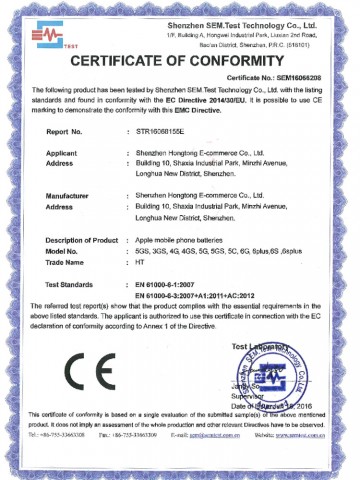 Shenzhen SEM.Test Technology Co., Ltd.
1/F, Building A, Hongwei Industrial Park, Liuxian 2nd Road,
Bao'an District, Shenzhen, P.R.C. (518101)
TEST
CERTIFICATE OF CONFORMITY
Certificate No.: SEM16066208
The following product has been tested by Shenzhen SEM.Test Technology Co., Ltd. with the listing
standards and found in conformity with the EC Directive 2014/30/EU. It is possible to use CE
marking to demonstrate the conformity with this EMC Directive.
Report No. : STR16068155E
Applicant : Shenzhen Hongtong E-commerce Co., Ltd.
Address : Building 10, Shaxia Industrial Park, Minzhi Avenue,
Longhua New District, Shenzhen.
Manufacturer : Shenzhen Hongtong E-commerce Co., Ltd.
Address : Building 10, Shaxia Industrial Park, Minzhi Avenue,
Longhua New District, Shenzhen.
Description of Product : Apple mobile phone batteries
Model No. : 5GS, 3GS, 4G, 4GS, 5G, 5GS, 5C, 6G, 6plus,6S ,6splus
Trade Name : HT
Test Standards : EN 61000-6-1:2007
EN 61000-6-3:2007+A1:2011+AC:2012
The referred test report(s) show that the product complies with the essential requirements in the
above listed standards. The applicant is authorized to use this certificate in connection with the EC
declaration of conformity according to Annex 1 of the Directive.
CE
Test Laboratory
Supervisor
Date of 2016
This certificate of conformity is based on a single evaluation of the submitted sample(s) of the above mentioned
product. It does not imply an assessment of the whole production and other relevant Directives have to be observed.
Tel.: +86-755-33663308 Fax.: +86-755-33663309 E-mail: sem@semtest.com.cn Website: www.semtest.com.cn